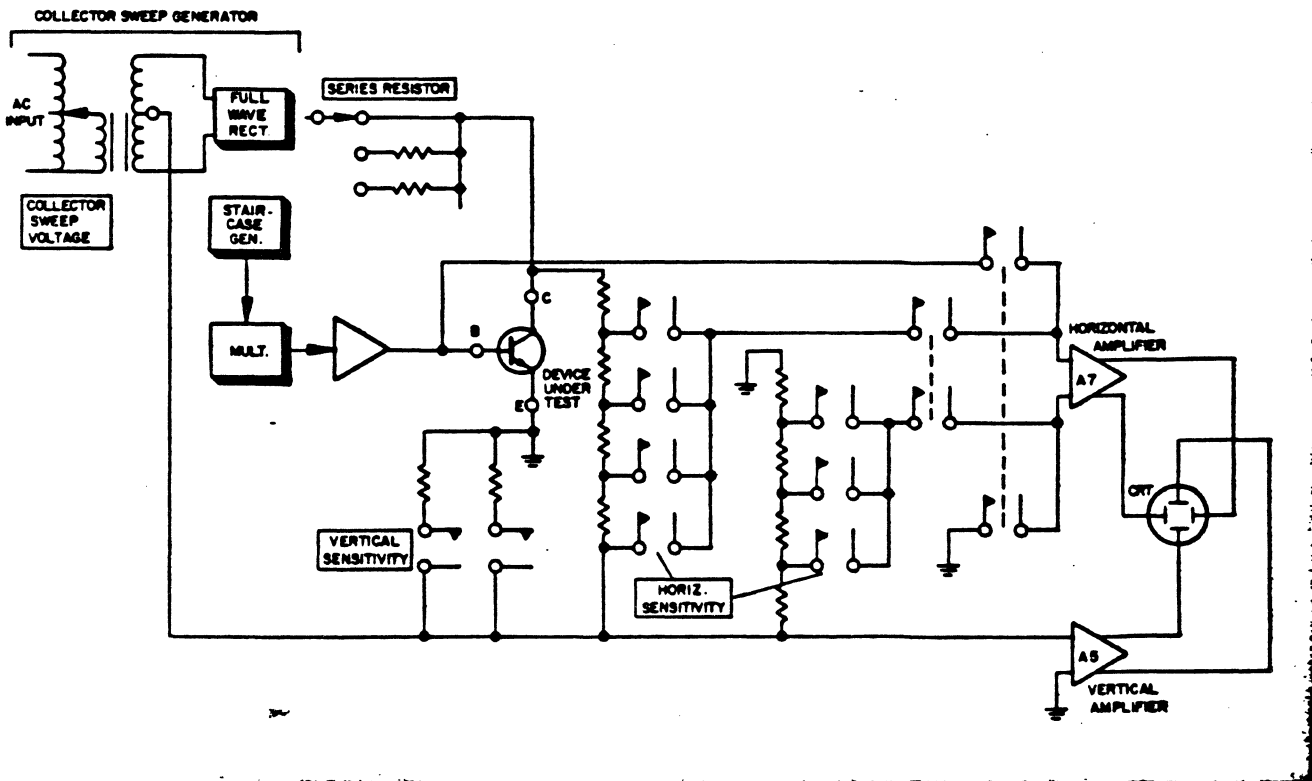 COLLECTOR SWEEP GENERATOR
AC
INPUT
FULL
WAVE
RECT.
SERIES RESISTOR
COLLECTOR
SWEEP
VOLTAGE
STAIR-
CASE
GEN.
MULT.
B
C
E
DEVICE
UNDER
TEST
VERTICAL
SENSITIVITY
HORIZ.
SENSITIVITY
HORIZONTAL
AMPLIFIER
A7
CRT
A5
VERTICAL
AMPLIFIER